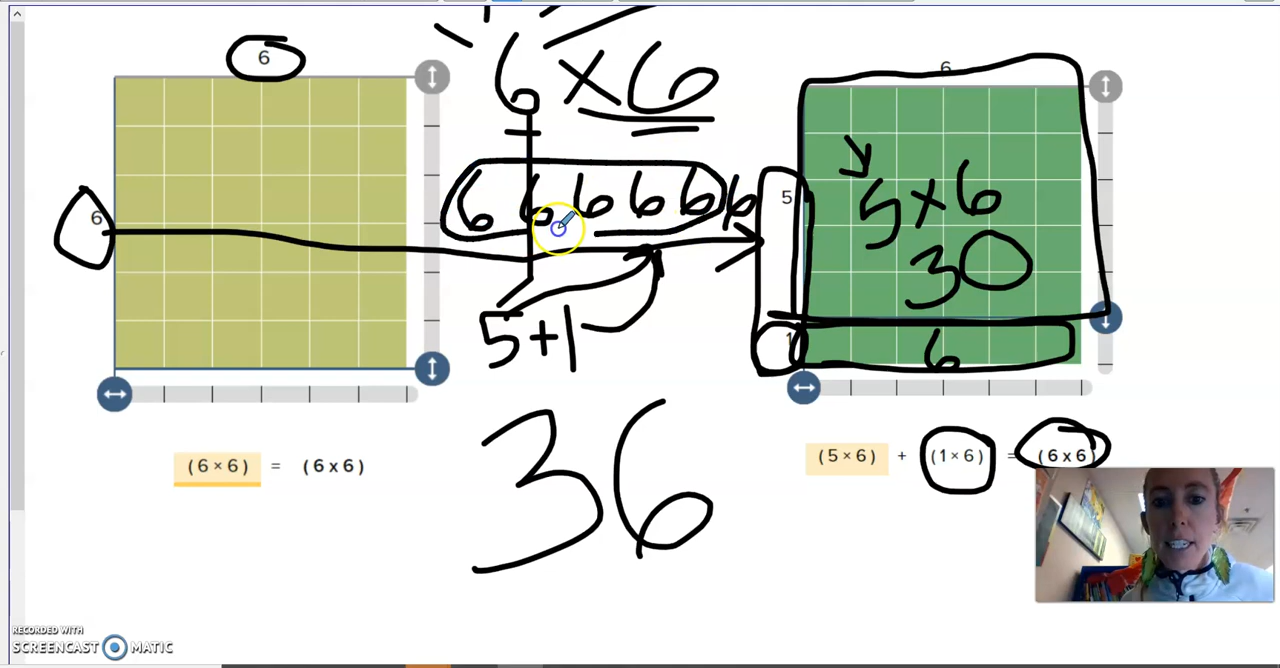 6
6 × 6
6
6
6 6 6 6 6 6
5
5 × 6
30
5 + 1
1
6
36
(6 × 6) = (6 x 6)
(5 × 6) + (1 × 6) = (6 x 6)
RECORDED WITH
SCREENCAST MATIC